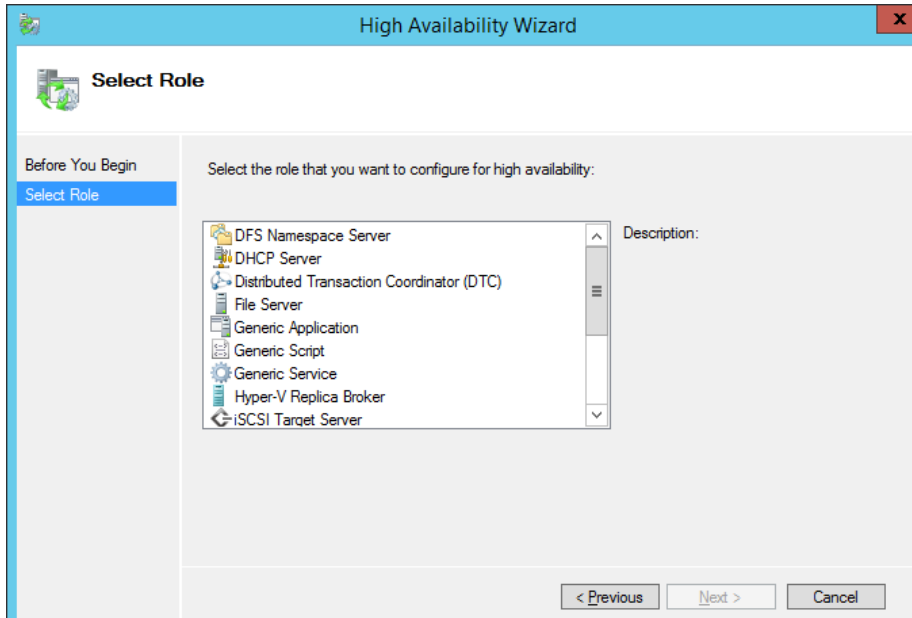 High Availability Wizard
x
Select Role
Before You Begin
Select Role
Select the role that you want to configure for high availability:
DFS Namespace Server
DHCP Server
Distributed Transaction Coordinator (DTC)
File Server
Generic Application
Generic Script
Generic Service
Hyper-V Replica Broker
iSCSI Target Server
Description:
< Previous
Next >
Cancel